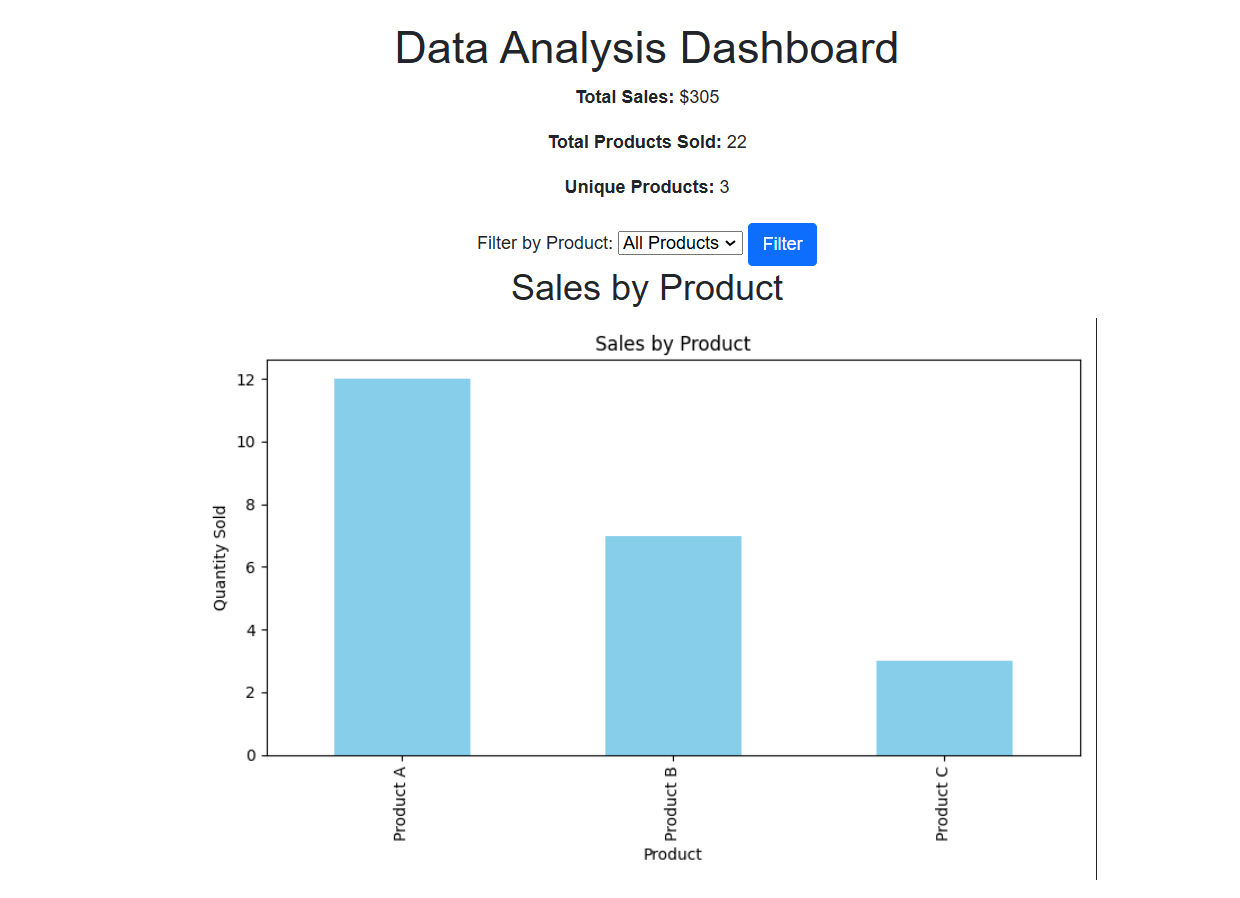 Data Analysis Dashboard
Total Sales: $305
Total Products Sold: 22
Unique Products: 3
Filter by Product: All Products Filter
Sales by Product
Sales by Product
12
10
8
6
4
2
0
Quantity Sold
Product A
Product B
Product C
Product